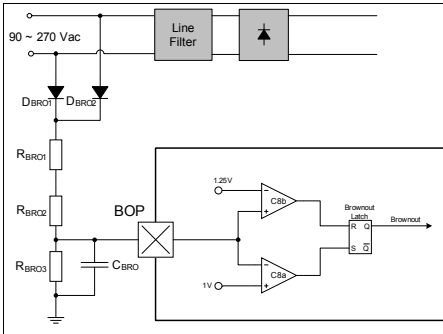 90 ~ 270 Vac
Line
Filter
DBRO1
DBRO2
RBRO1
RBRO2
BOP
RBRO3
CBRO
1.25V
C8b
Brownout
Latch
R Q
Brownout
S Q̅
C8a
1V